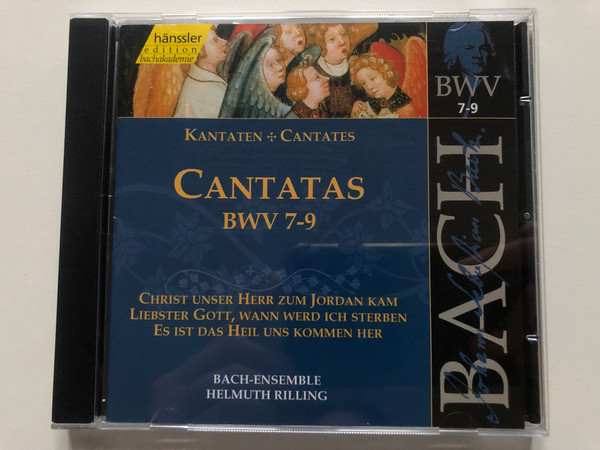 hänssler
edition
bachakademie
BWV
7-9
KANTATEN + CANTATES
CANTATAS
BWV 7-9
CHRIST UNSER HERR ZUM JORDAN KAM
LIEBSTER GOTT, WANN WERD ICH STERBEN
ES IST DAS HEIL UNS KOMMEN HER
BACH-ENSEMBLE
HELMUTH RILLING
BACH